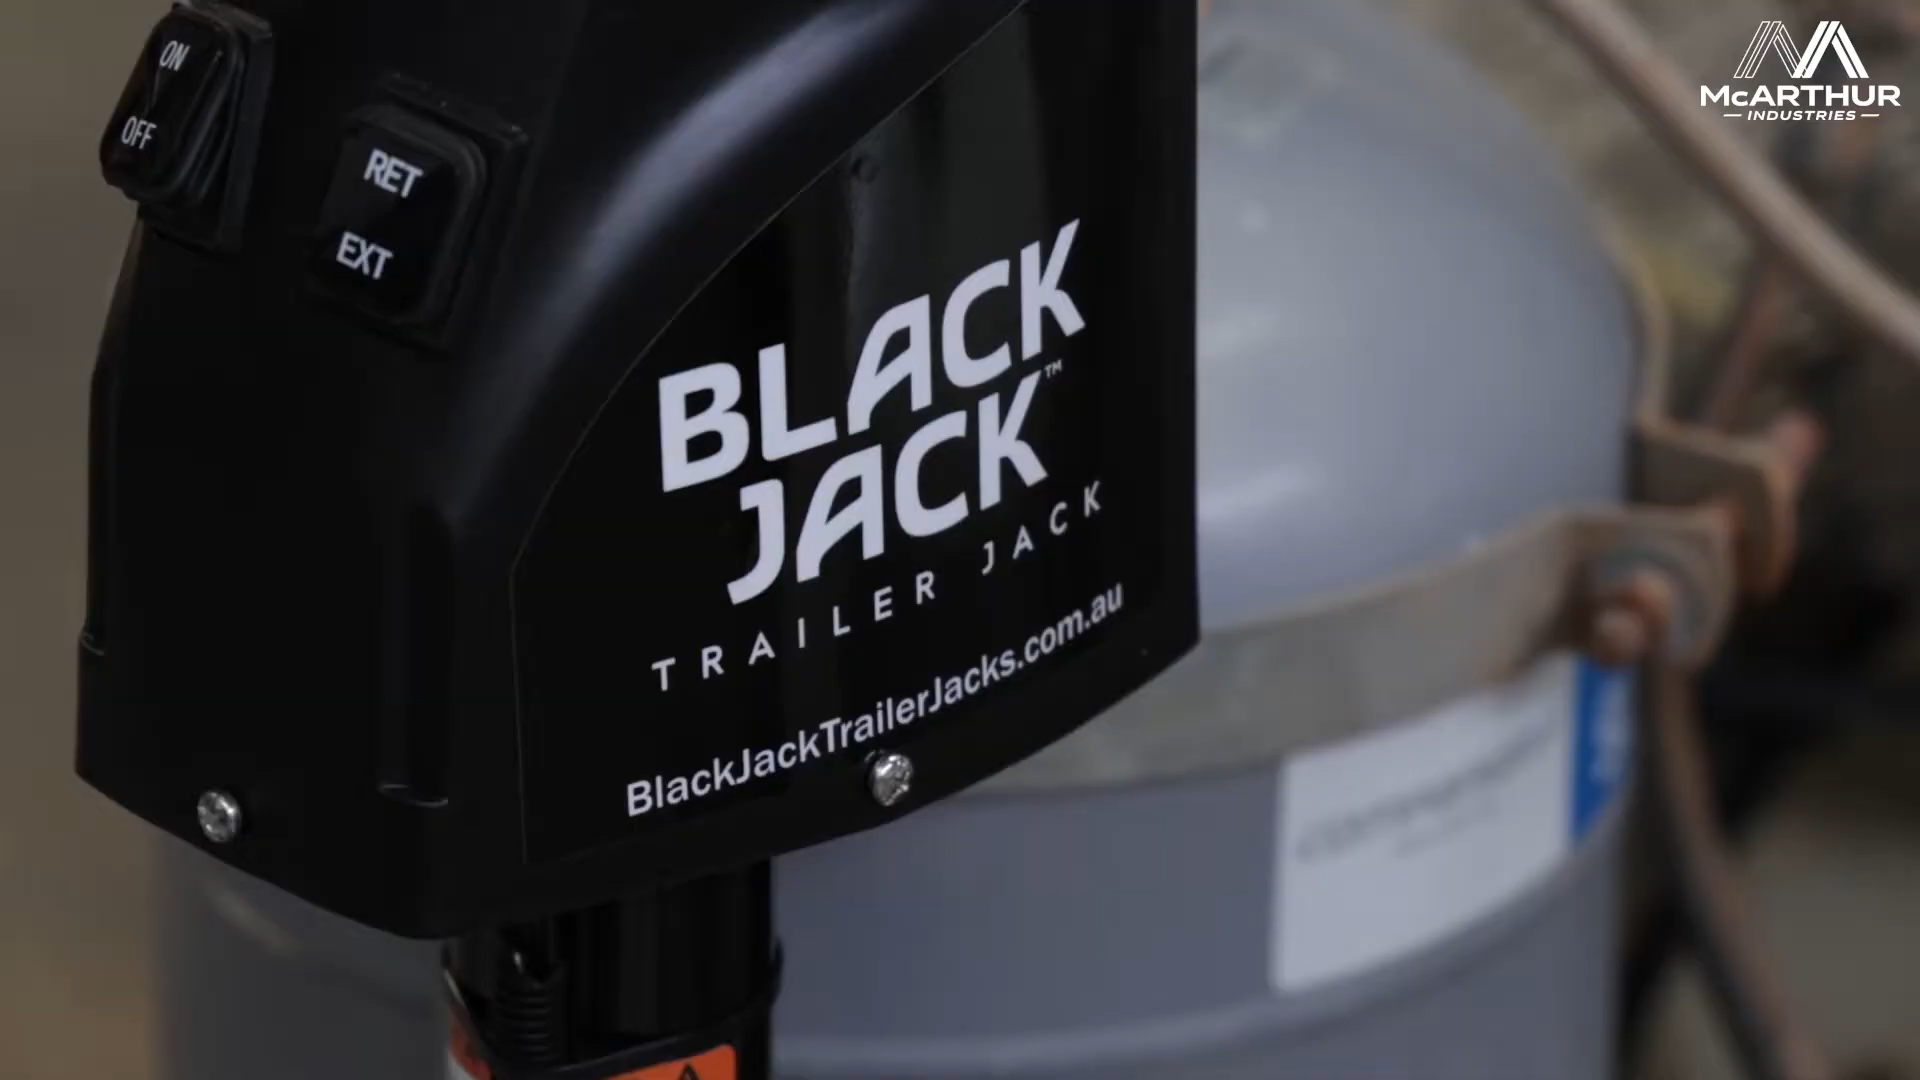 ON
OFF
RET
EXT
BLACK
JACK™
TRAILER JACK
BlackJackTrailerJacks.com.au
McARTHUR
INDUSTRIES